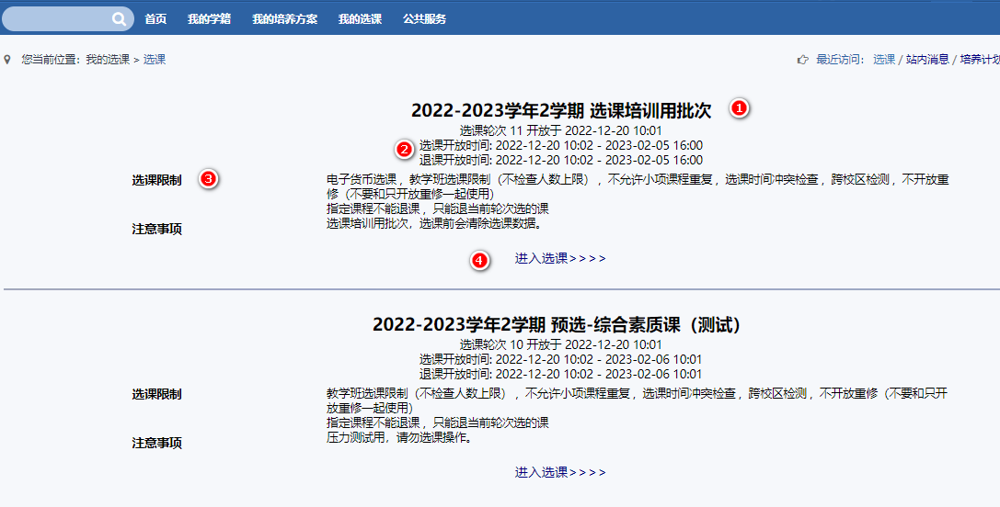 首页 我的学籍 我的培养方案 我的选课 公共服务
您当前位置：我的选课 > 选课 最近访问： 选课 / 站内消息 / 培养计划
2022-2023学年2学期 选课培训用批次 1
选课轮次 11 开放于 2022-12-20 10:01
2 选课开放时间: 2022-12-20 10:02 - 2023-02-05 16:00
退课开放时间: 2022-12-20 10:02 - 2023-02-05 16:00
选课限制 3 电子货币选课 , 教学班选课限制（不检查人数上限） , 不允许小项课程重复 , 选课时间冲突检查 , 跨校区检测 , 不开放重
修（不要和只开放重修一起使用）
指定课程不能退课 , 只能退当前轮次选的课
注意事项 选课培训用批次，选课前会清除选课数据。
4 进入选课>>>>
2022-2023学年2学期 预选-综合素质课（测试）
选课轮次 10 开放于 2022-12-20 10:01
选课开放时间: 2022-12-20 10:02 - 2023-02-06 10:01
退课开放时间: 2022-12-20 10:02 - 2023-02-06 10:01
选课限制 教学班选课限制（不检查人数上限） , 不允许小项课程重复 , 选课时间冲突检查 , 跨校区检测 , 不开放重修（不要和只开
放重修一起使用）
指定课程不能退课 , 只能退当前轮次选的课
注意事项 压力测试用，请勿选课操作。
进入选课>>>>